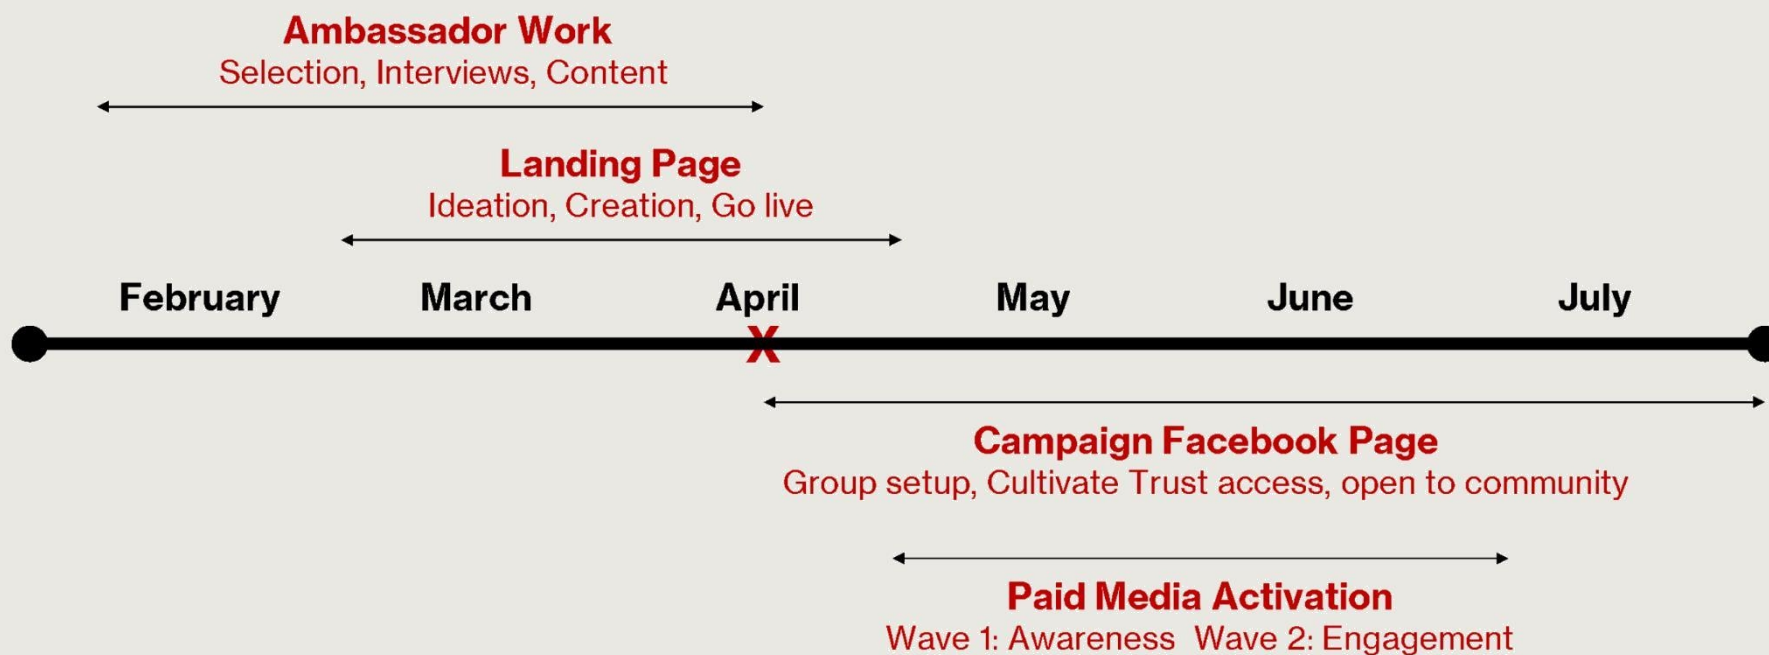 Ambassador Work
Selection, Interviews, Content
Landing Page
Ideation, Creation, Go live
February March April May June July
X
Campaign Facebook Page
Group setup, Cultivate Trust access, open to community
Paid Media Activation
Wave 1: Awareness Wave 2: Engagement